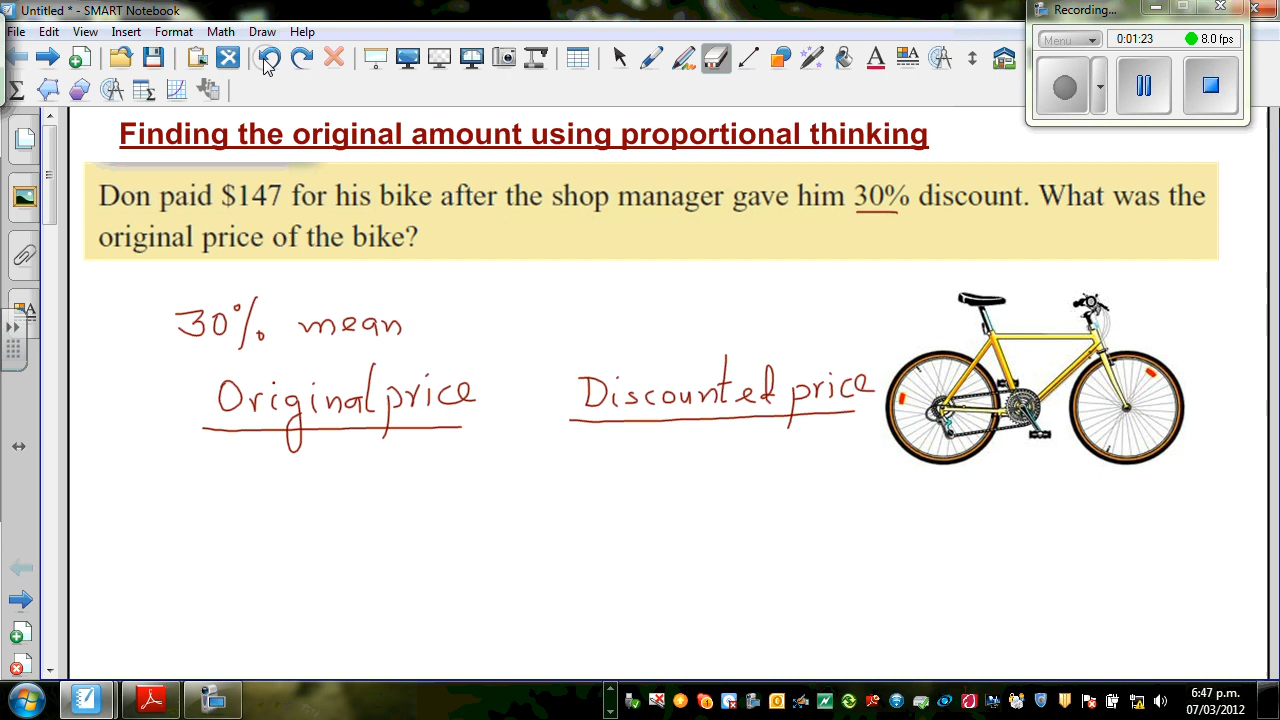 Untitled * - SMART Notebook
File Edit View Insert Format Math Draw Help
Recording...
Menu 0:01:23 8.0 fps
Finding the original amount using proportional thinking
Don paid $147 for his bike after the shop manager gave him 30% discount. What was the
original price of the bike?
30% mean
Original price Discounted price
6:47 p.m.
07/03/2012